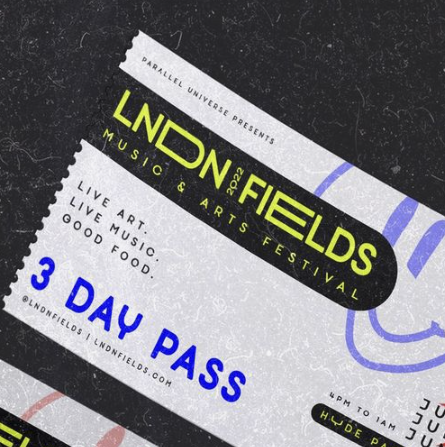 PARALLEL UNIVERSE PRESENTS
LNDN 2022 FIELDS
MUSIC & ARTS FESTIVAL
LIVE ART.
LIVE MUSIC.
GOOD FOOD.
3 DAY PASS
@LNDNFIELDS | LNDNFIELDS.COM
4PM TO 1AM
HYDE